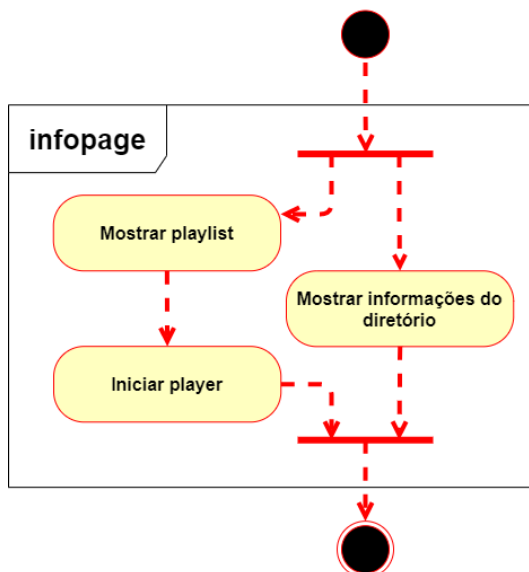 infopage
Mostrar playlist
Mostrar informações do
diretório
Iniciar player